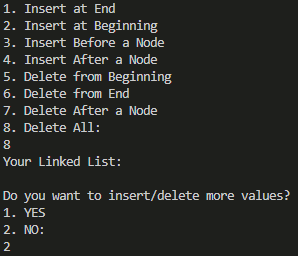 1. Insert at End
2. Insert at Beginning
3. Insert Before a Node
4. Insert After a Node
5. Delete from Beginning
6. Delete from End
7. Delete After a Node
8. Delete All:
8
Your Linked List:
Do you want to insert/delete more values?
1. YES
2. NO:
2